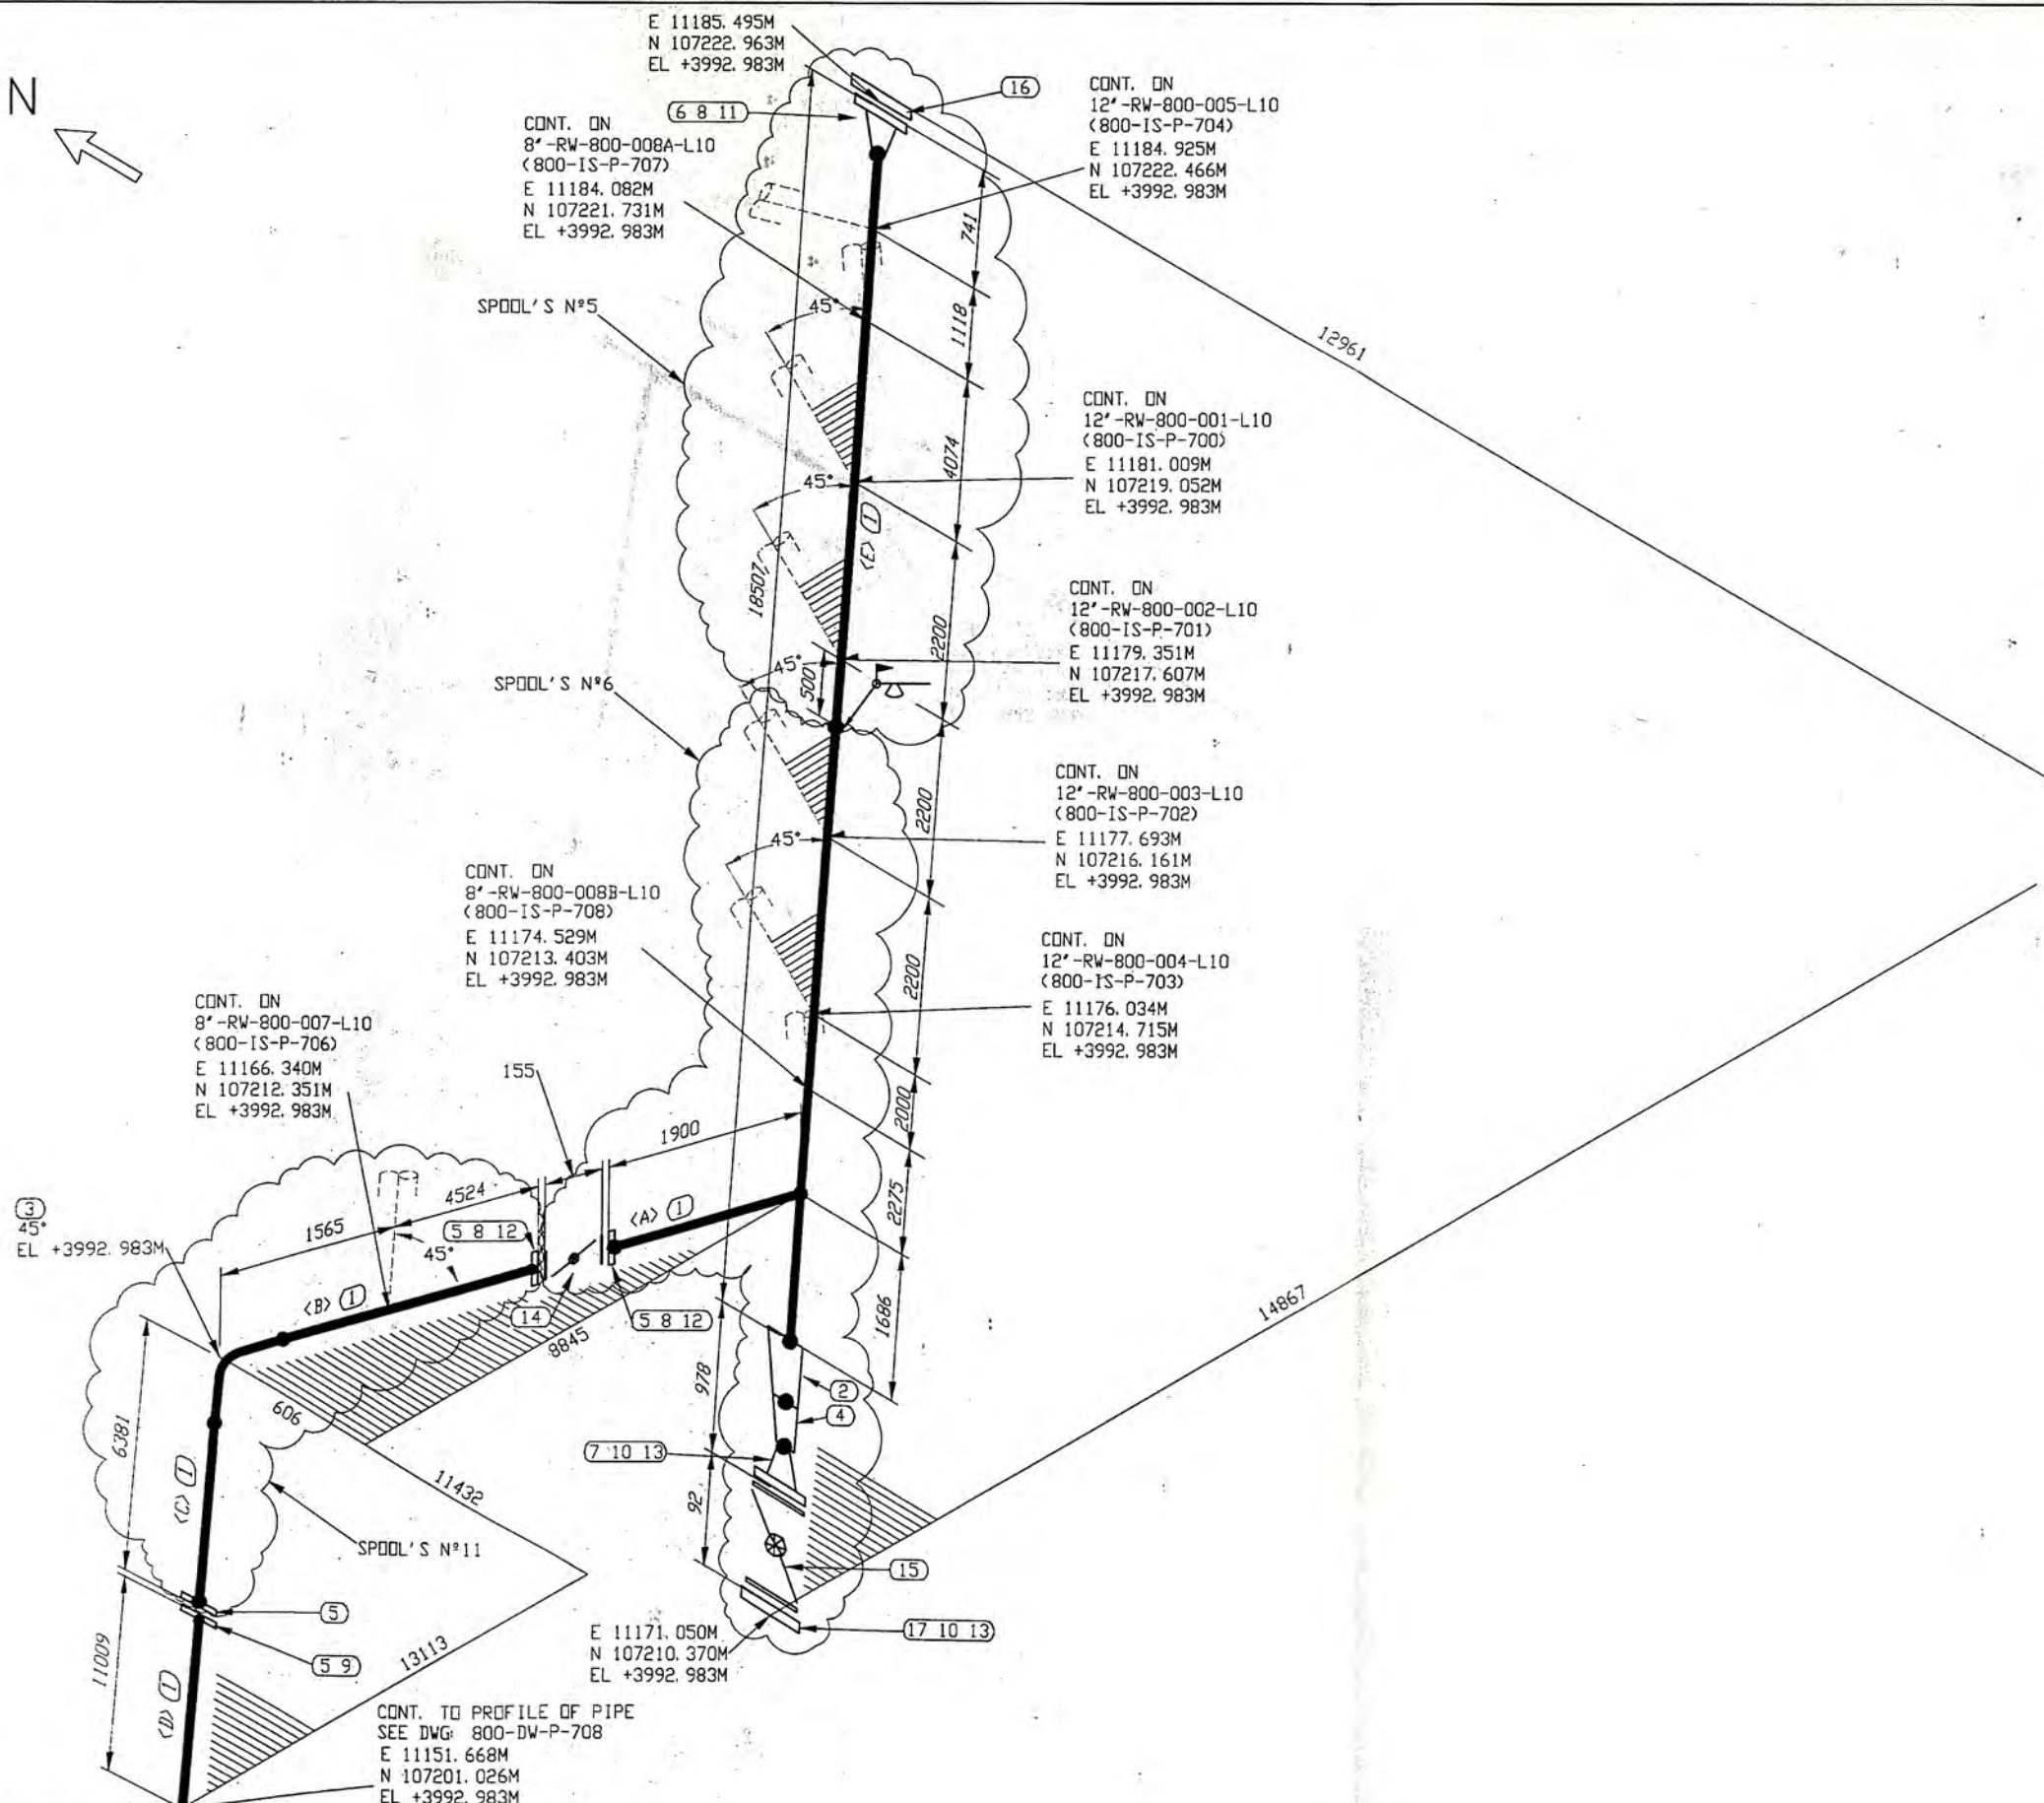 E 11185.495M
N 107222.963M
EL +3992.983M
N
6 8 11
16
CONT. ON
12"-RW-800-005-L10
(800-IS-P-704)
E 11184.925M
N 107222.466M
EL +3992.983M
CONT. ON
8"-RW-800-008A-L10
(800-IS-P-707)
E 11184.082M
N 107221.731M
EL +3992.983M
741
SPOOL'S Nº5
45°
1118
12961
CONT. ON
12"-RW-800-001-L10
(800-IS-P-700)
E 11181.009M
N 107219.052M
EL +3992.983M
4074
45°
<E> 1
18507
CONT. ON
12"-RW-800-002-L10
(800-IS-P-701)
E 11179.351M
N 107217.607M
EL +3992.983M
2200
45°
500
SPOOL'S Nº6
CONT. ON
12"-RW-800-003-L10
(800-IS-P-702)
E 11177.693M
N 107216.161M
EL +3992.983M
2200
45°
CONT. ON
8"-RW-800-008B-L10
(800-IS-P-708)
E 11174.529M
N 107213.403M
EL +3992.983M
2200
CONT. ON
12"-RW-800-004-L10
(800-IS-P-703)
E 11176.034M
N 107214.715M
EL +3992.983M
CONT. ON
8"-RW-800-007-L10
(800-IS-P-706)
E 11166.340M
N 107212.351M
EL +3992.983M
155
1900
2000
4524
<A> 1
2275
3
45°
EL +3992.983M
1565
5 8 12
45°
<B> 1
14
5 8 12
8845
1686
14867
978
2
4
606
6381
7 10 13
11432
<C> 1
92
SPOOL'S Nº11
15
5
E 11171.050M
N 107210.370M
EL +3992.983M
17 10 13
5 9
13113
11009
<D> 1
CONT. TO PROFILE OF PIPE
SEE DWG: 800-DW-P-708
E 11151.668M
N 107201.026M
EL +3992.983M